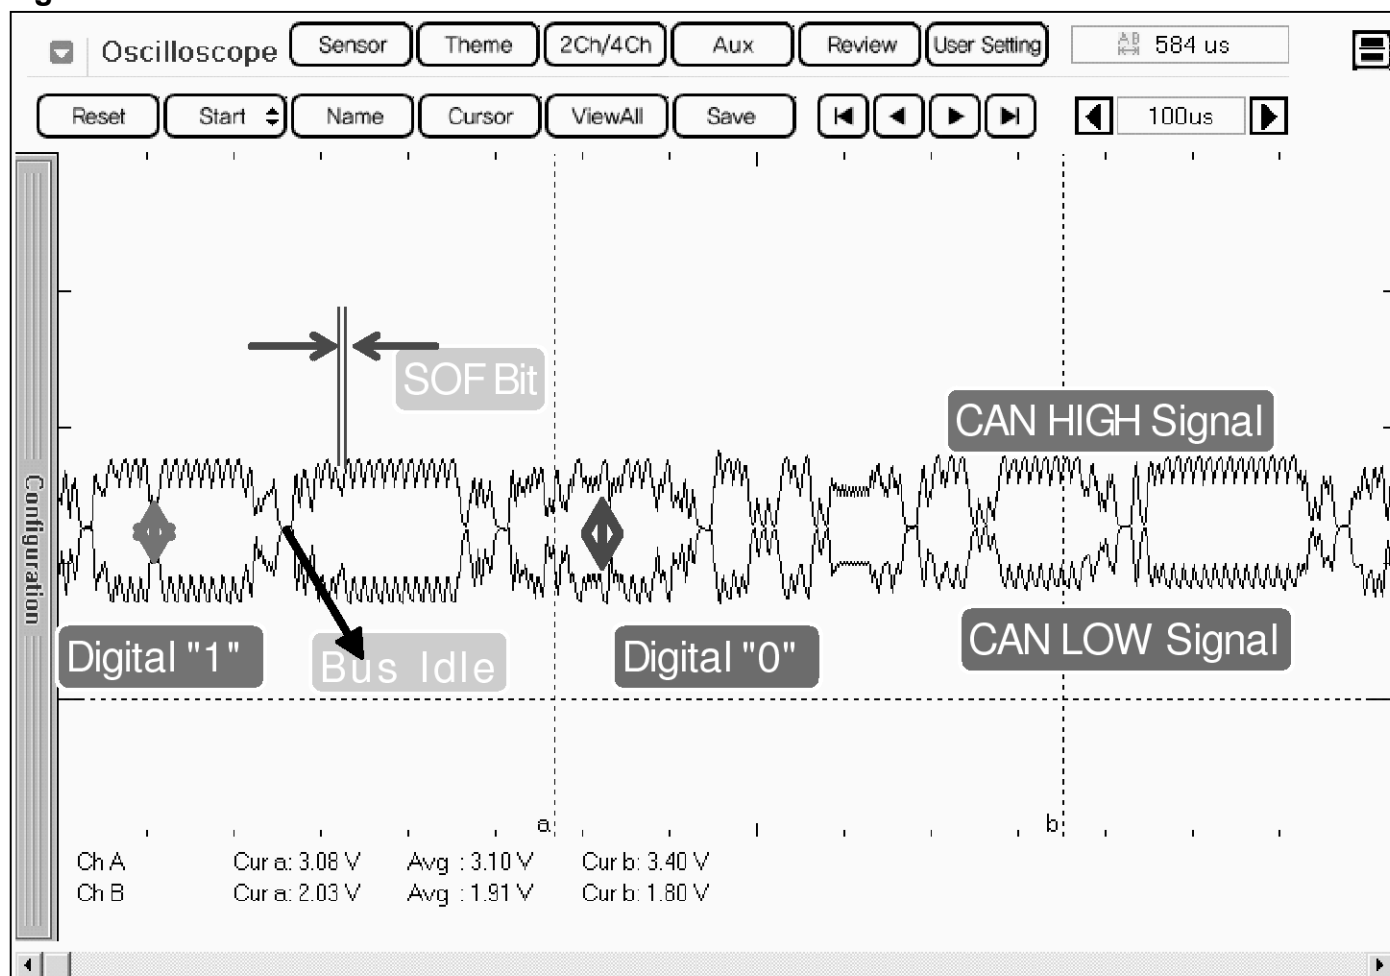 Oscilloscope Sensor Theme 2Ch/4Ch Aux Review User Setting AB 584 us
Reset Start Name Cursor ViewAll Save 100us
SOF Bit
CAN HIGH Signal
Configuration
Digital "1"
Bus Idle
Digital "0"
CAN LOW Signal
a b
Ch A Cur a: 3.08 V Avg : 3.10 V Cur b: 3.40 V
Ch B Cur a: 2.03 V Avg : 1.91 V Cur b: 1.80 V